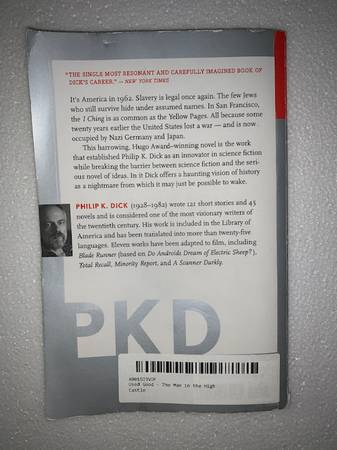 "THE SINGLE MOST RESONANT AND CAREFULLY IMAGINED BOOK OF
DICK'S CAREER." — NEW YORK TIMES
It's America in 1962. Slavery is legal once again. The few Jews
who still survive hide under assumed names. In San Francisco,
the I Ching is as common as the Yellow Pages. All because some
twenty years earlier the United States lost a war — and is now
occupied by Nazi Germany and Japan.
This harrowing, Hugo Award–winning novel is the work
that established Philip K. Dick as an innovator in science fiction
while breaking the barrier between science fiction and the seri-
ous novel of ideas. In it Dick offers a haunting vision of history
as a nightmare from which it may just be possible to wake.
PHILIP K. DICK (1928–1982) wrote 121 short stories and 45
novels and is considered one of the most visionary writers of
the twentieth century. His work is included in the Library of
America and has been translated into more than twenty-five
languages. Eleven works have been adapted to film, including
Blade Runner (based on Do Androids Dream of Electric Sheep?),
Total Recall, Minority Report, and A Scanner Darkly.
PKD
Used Good - The Man in the High
Castle